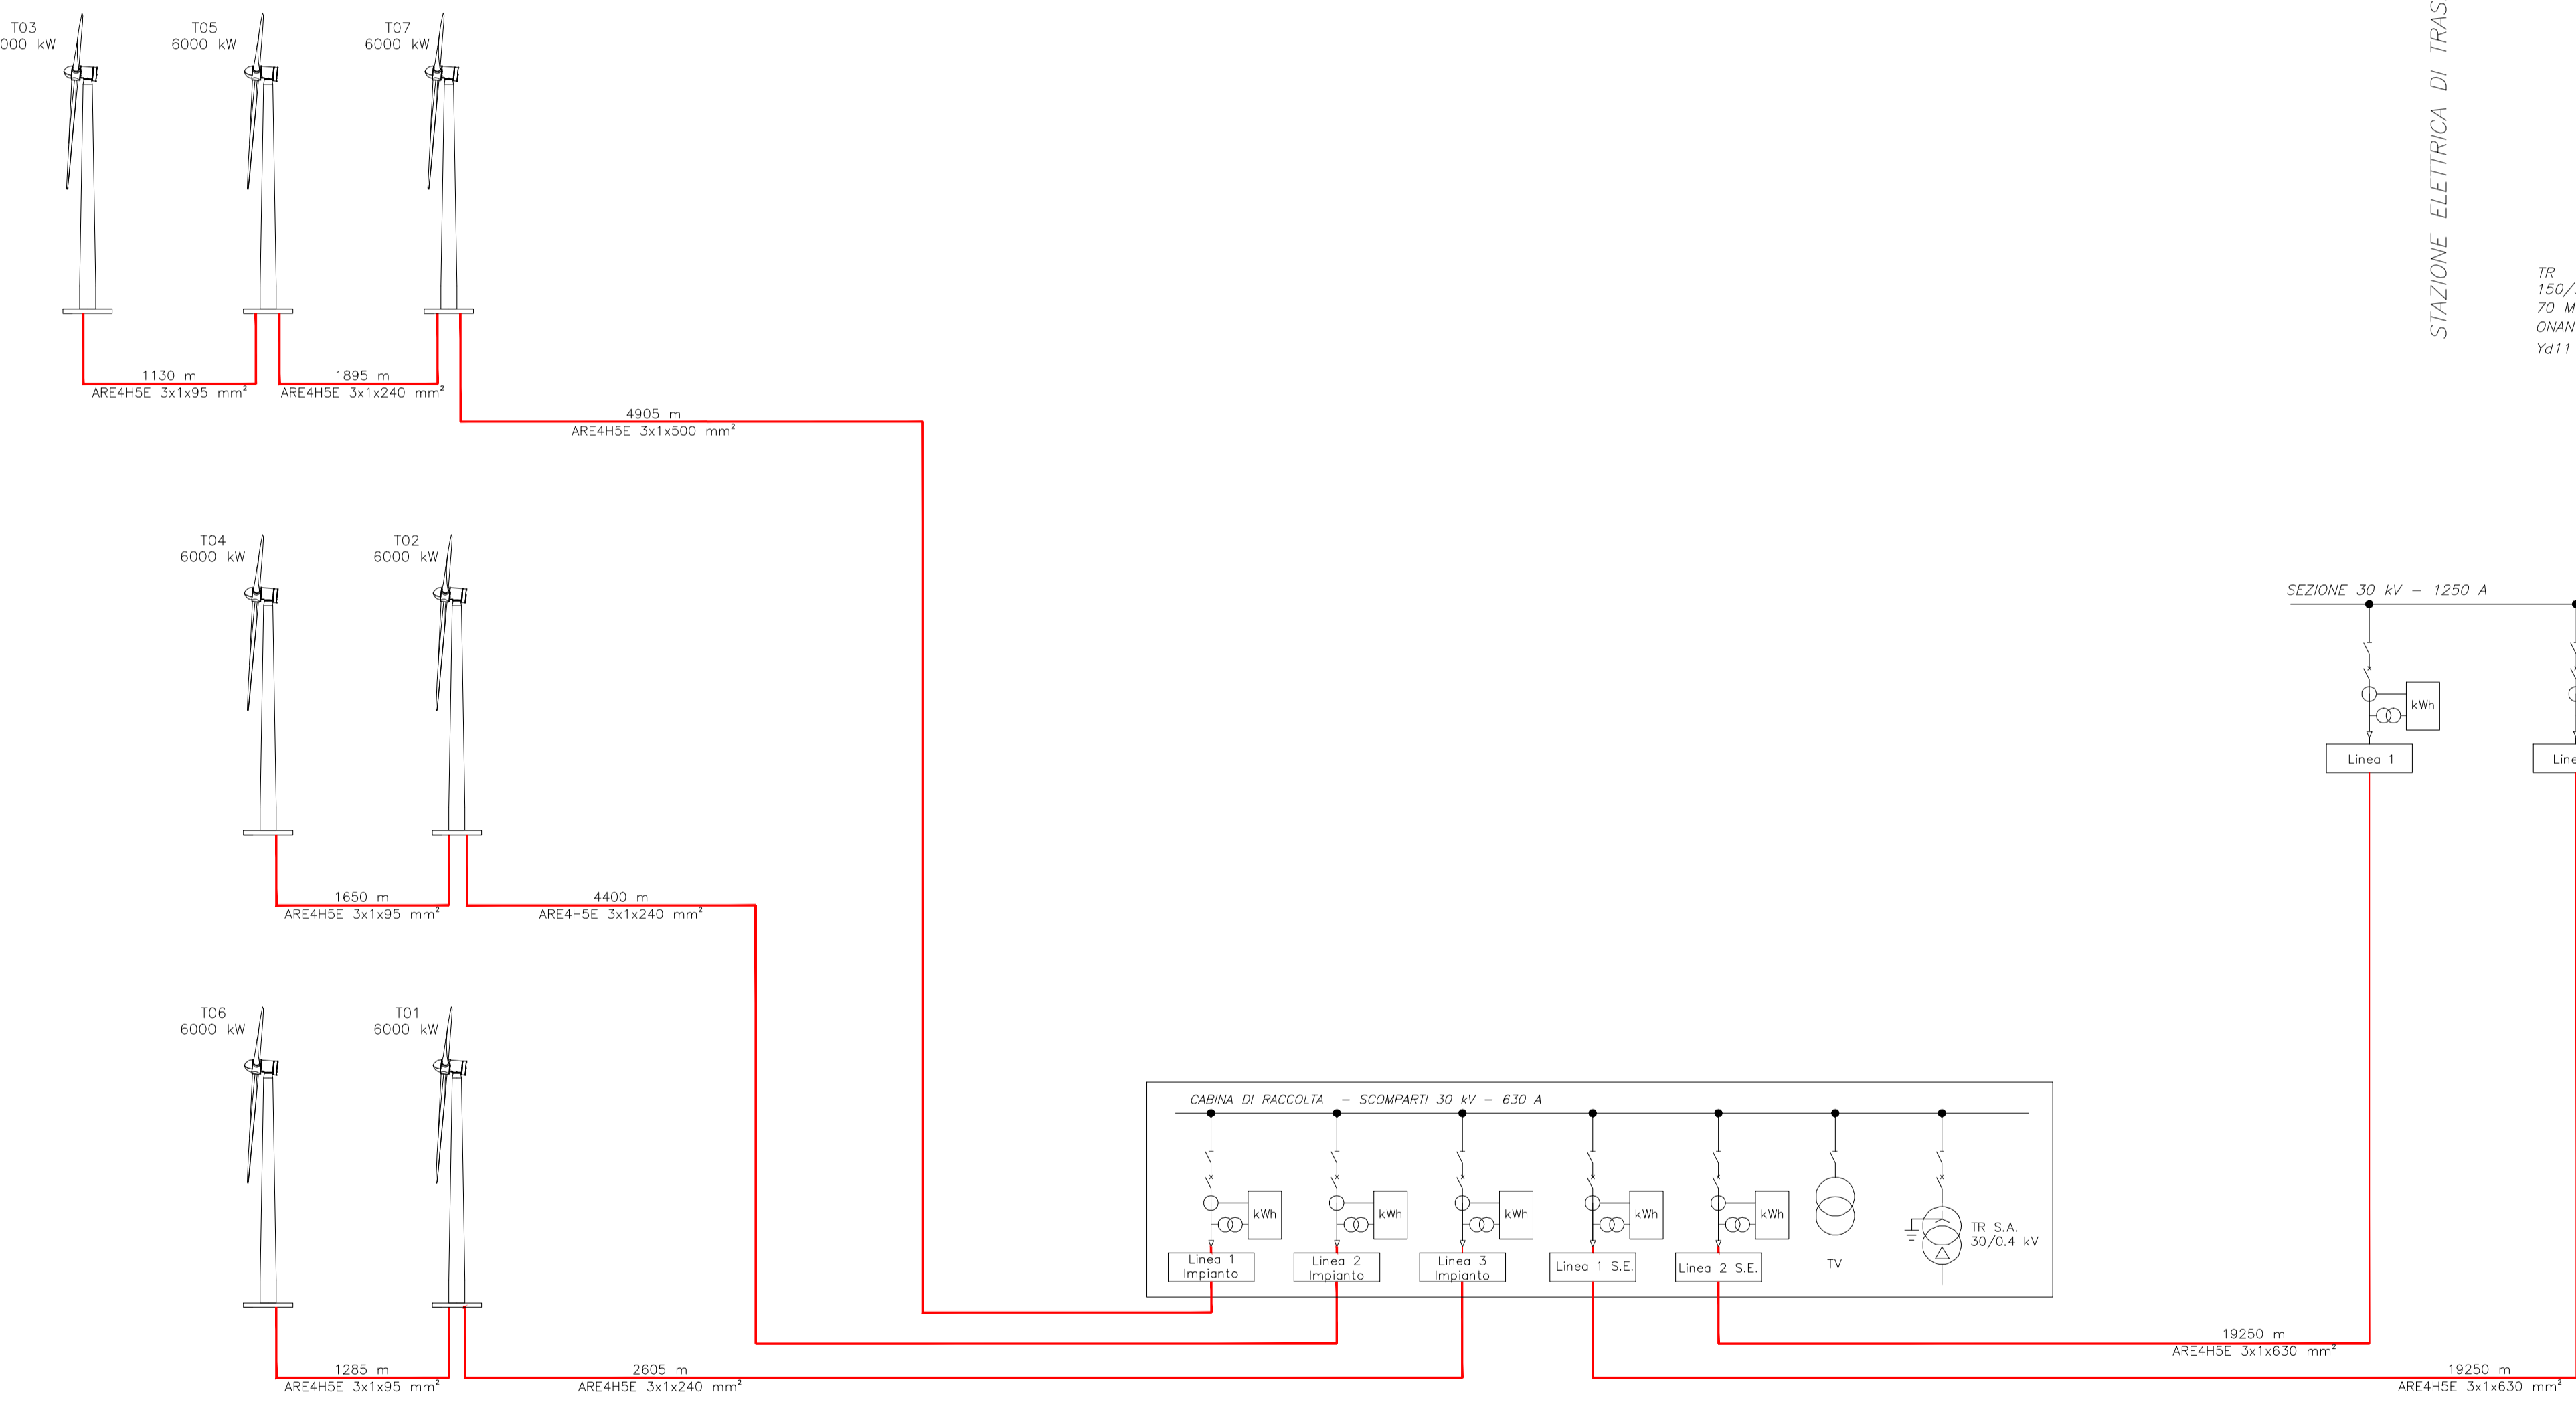 T03
000 kW
T05
6000 kW
T07
6000 kW
1130 m
ARE4H5E 3x1x95 mm²
1895 m
ARE4H5E 3x1x240 mm²
4905 m
ARE4H5E 3x1x500 mm²
STAZIONE ELETTRICA DI TRAS
TR
150/
70 M
ONAN
Yd11
T04
6000 kW
T02
6000 kW
1650 m
ARE4H5E 3x1x95 mm²
4400 m
ARE4H5E 3x1x240 mm²
SEZIONE 30 kV - 1250 A
kWh
Linea 1
Line
T06
6000 kW
T01
6000 kW
1285 m
ARE4H5E 3x1x95 mm²
2605 m
ARE4H5E 3x1x240 mm²
CABINA DI RACCOLTA - SCOMPARTI 30 kV - 630 A
kWh
kWh
kWh
kWh
kWh
Linea 1
Impianto
Linea 2
Impianto
Linea 3
Impianto
Linea 1 S.E.
Linea 2 S.E.
TV
TR S.A.
30/0.4 kV
19250 m
ARE4H5E 3x1x630 mm²
19250 m
ARE4H5E 3x1x630 mm²